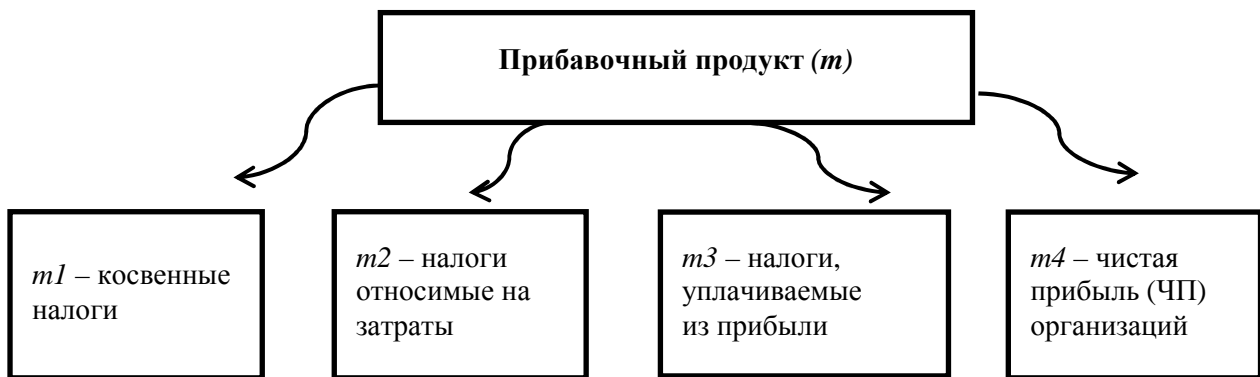 Прибавочный продукт (m)
m1 – косвенные
налоги
m2 – налоги
относимые на
затраты
m3 – налоги,
уплачиваемые
из прибыли
m4 – чистая
прибыль (ЧП)
организаций